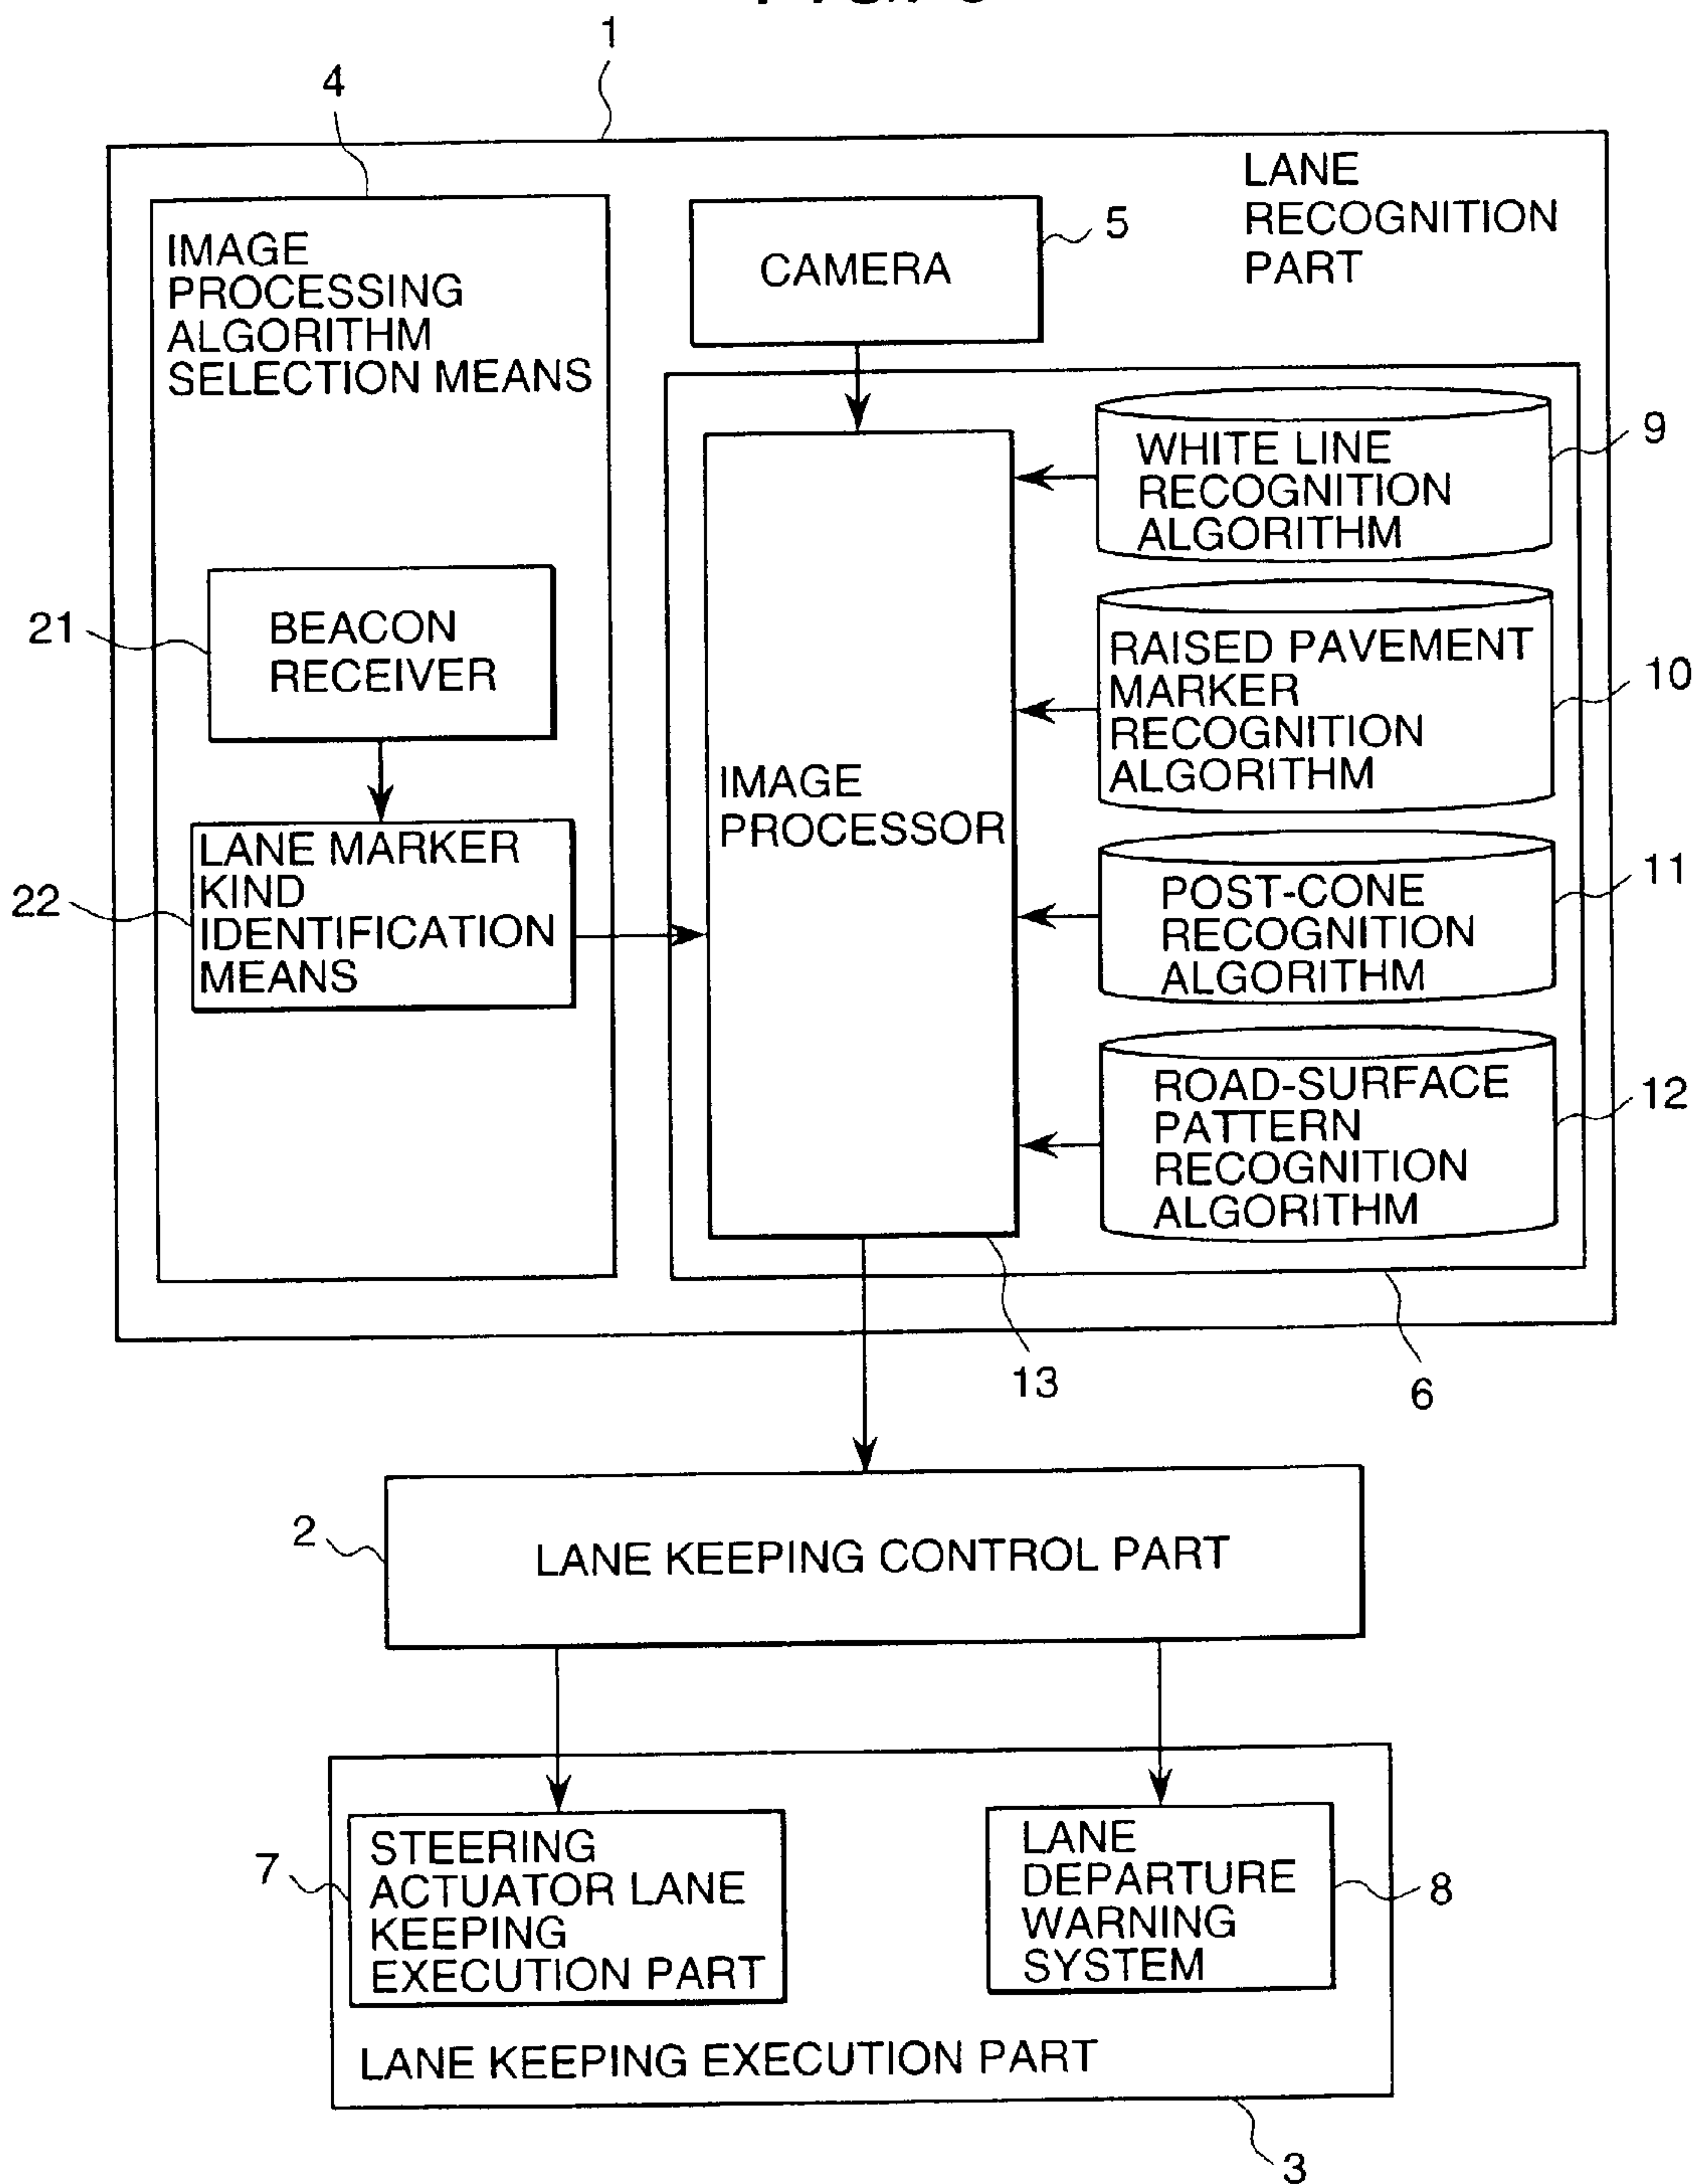 1
4
LANE
RECOGNITION
PART
IMAGE
PROCESSING
ALGORITHM
SELECTION MEANS
CAMERA
5
WHITE LINE
RECOGNITION
ALGORITHM
9
21
BEACON
RECEIVER
RAISED PAVEMENT
MARKER
RECOGNITION
ALGORITHM
10
IMAGE
PROCESSOR
22
LANE MARKER
KIND
IDENTIFICATION
MEANS
POST-CONE
RECOGNITION
ALGORITHM
11
ROAD-SURFACE
PATTERN
RECOGNITION
ALGORITHM
12
13
6
2
LANE KEEPING CONTROL PART
7
STEERING
ACTUATOR LANE
KEEPING
EXECUTION PART
LANE
DEPARTURE
WARNING
SYSTEM
8
LANE KEEPING EXECUTION PART
3